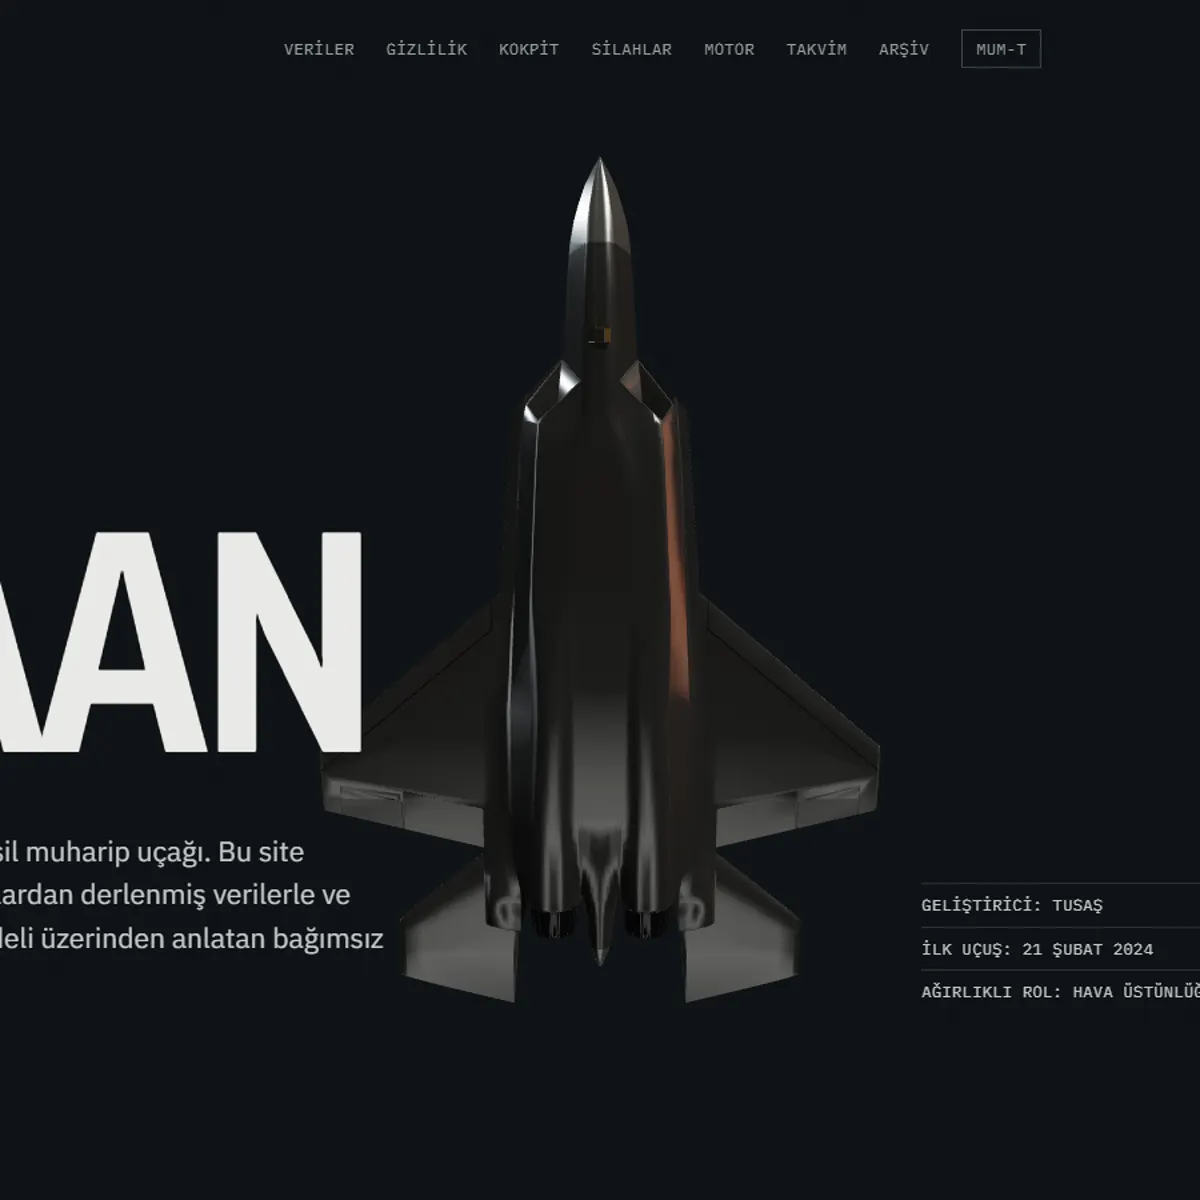 VERİLER GİZLİLİK KOKPİT SİLAHLAR MOTOR TAKVİM ARŞİV MUM-T
AAN
sil muharip uçağı. Bu site
lardan derlenmiş verilerle ve
deli üzerinden anlatan bağımsız
GELİŞTİRİCİ: TUSAŞ
İLK UÇUŞ: 21 ŞUBAT 2024
AĞIRLIKLI ROL: HAVA ÜSTÜNLÜĞ